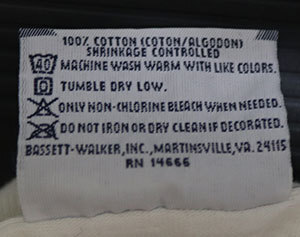 100% COTTON (COTON/ALGODON)
SHRINKAGE CONTROLLED
40 MACHINE WASH WARM WITH LIKE COLORS.
TUMBLE DRY LOW.
ONLY NON-CHLORINE BLEACH WHEN NEEDED.
DO NOT IRON OR DRY CLEAN IF DECORATED.
BASSETT-WALKER, INC., MARTINSVILLE, VA. 24115
RN 14666